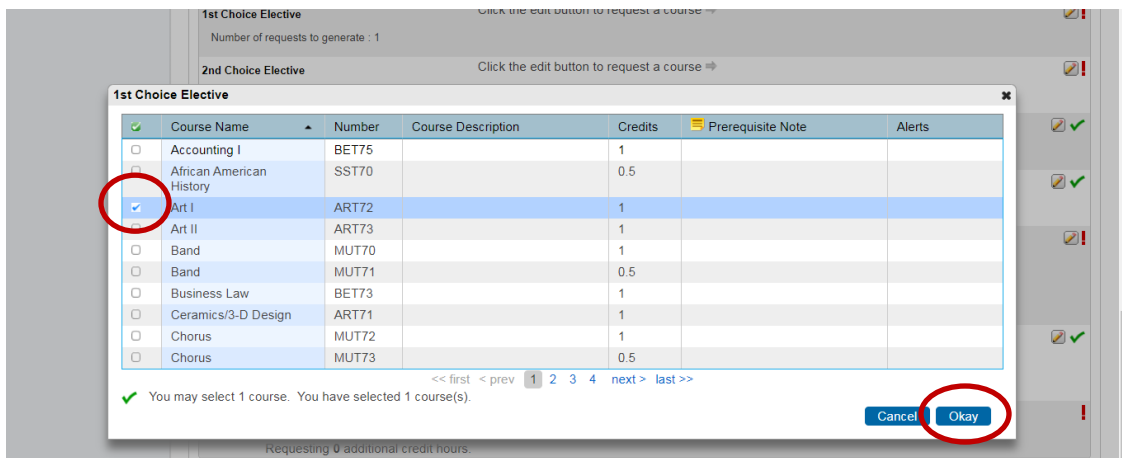 1st Choice Elective Click the edit button to request a course
Number of requests to generate : 1
2nd Choice Elective Click the edit button to request a course
1st Choice Elective
Course Name Number Course Description Credits Prerequisite Note Alerts
Accounting I BET75 1
African American History SST70 0.5
Art I ART72 1
Art II ART73 1
Band MUT70 1
Band MUT71 0.5
Business Law BET73 1
Ceramics/3-D Design ART71 1
Chorus MUT72 1
Chorus MUT73 0.5
<< first < prev 1 2 3 4 next > last >>
You may select 1 course. You have selected 1 course(s).
Cancel Okay
Requesting 0 additional credit hours.